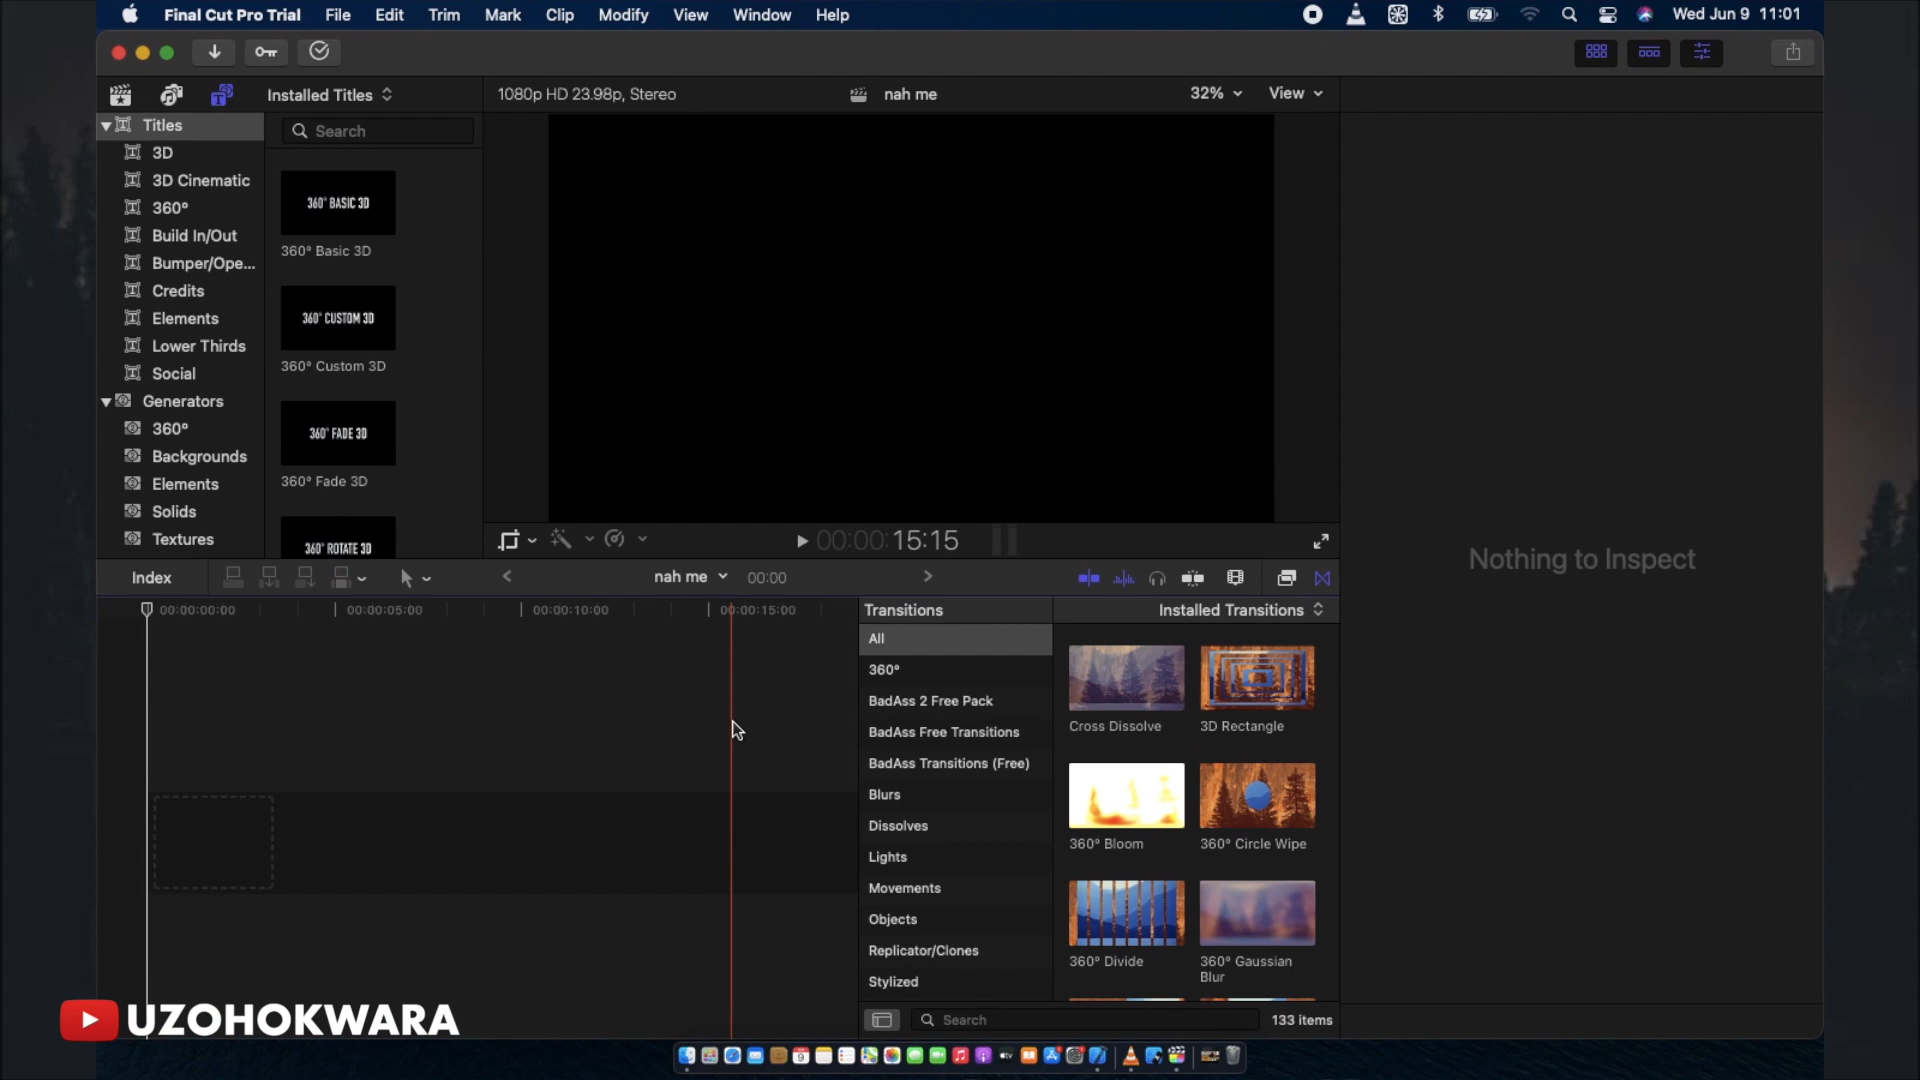 Final Cut Pro Trial File Edit Trim Mark Clip Modify View Window Help Wed Jun 9 11:01
Installed Titles
1080p HD 23.98p, Stereo nah me 32% View
Titles
Search
3D
3D Cinematic
360°
Build In/Out
Bumper/Ope...
Credits
Elements
Lower Thirds
Social
Generators
360°
Backgrounds
Elements
Solids
Textures
360° BASIC 3D
360° Basic 3D
360° CUSTOM 3D
360° Custom 3D
360° FADE 3D
360° Fade 3D
360° ROTATE 3D
00:00:15:15
Nothing to Inspect
Index nah me 00:00
00:00:00:00 00:00:05:00 00:00:10:00 00:00:15:00
Transitions Installed Transitions
All
360°
BadAss 2 Free Pack
BadAss Free Transitions
BadAss Transitions (Free)
Blurs
Dissolves
Lights
Movements
Objects
Replicator/Clones
Stylized
Cross Dissolve 3D Rectangle
360° Bloom 360° Circle Wipe
360° Divide 360° Gaussian
Blur
Search 133 items
UZOHOKWARA